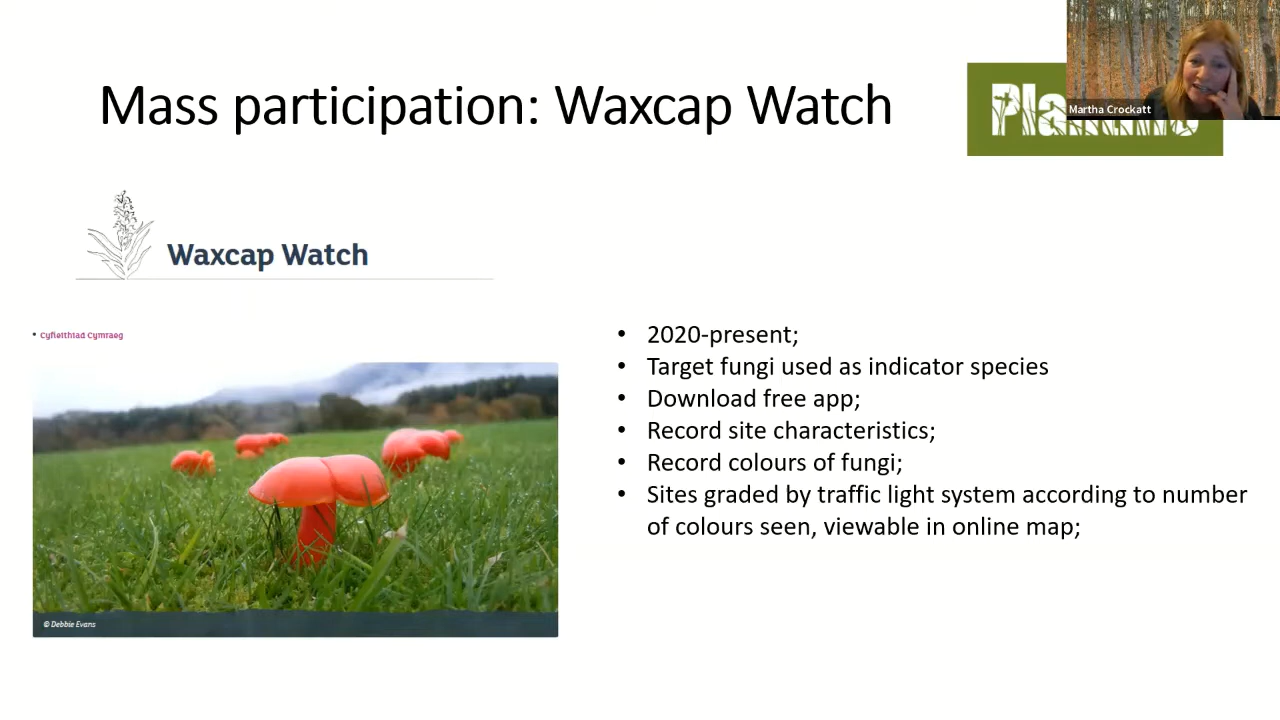 Mass participation: Waxcap Watch
Martha Crockatt
Waxcap Watch
• Cyfieithiad Cymraeg
• 2020-present;
• Target fungi used as indicator species
• Download free app;
• Record site characteristics;
• Record colours of fungi;
• Sites graded by traffic light system according to number
of colours seen, viewable in online map;
© Debbie Evans